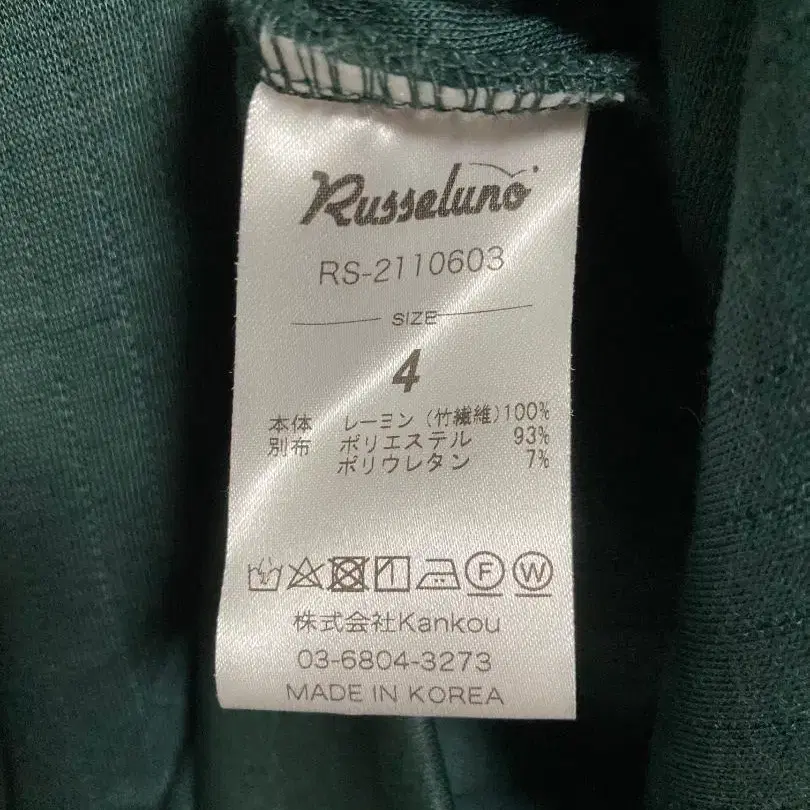 Russeluno
RS-2110603
SIZE
4
本体 レーミン (竹繊維)100%
別布 ポリエステル 93%
ポリウレタン 7%
F W
株式会社Kankou
03-6804-3273
MADE IN KOREA